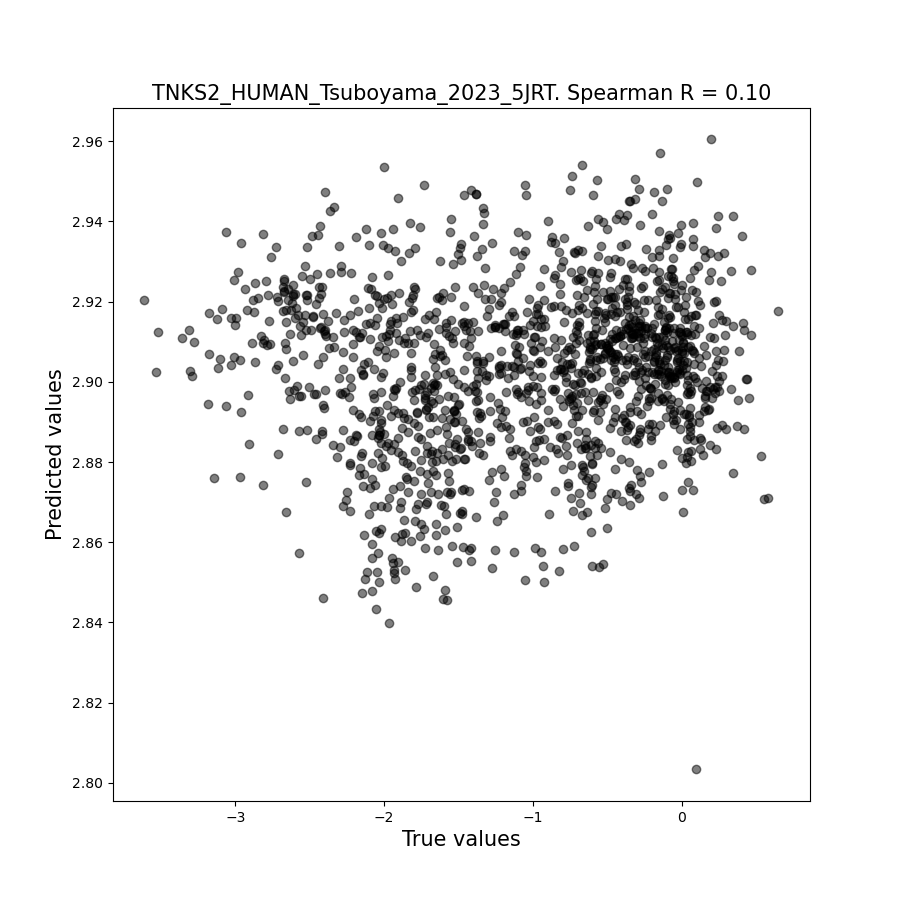 TNKS2_HUMAN_Tsuboyama_2023_5JRT. Spearman R = 0.10
2.96
2.94
2.92
2.90
2.88
2.86
2.84
2.82
2.80
Predicted values
−3 −2 −1 0
True values